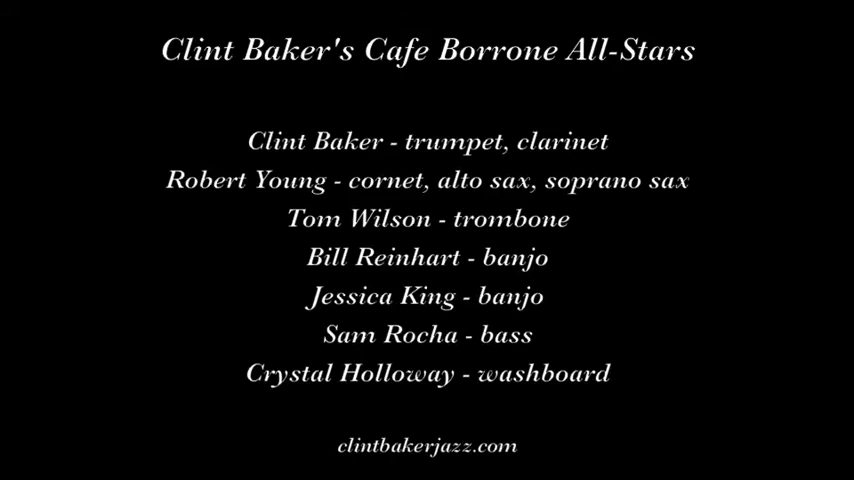 Clint Baker's Cafe Borrone All-Stars
Clint Baker - trumpet, clarinet
Robert Young - cornet, alto sax, soprano sax
Tom Wilson - trombone
Bill Reinhart - banjo
Jessica King - banjo
Sam Rocha - bass
Crystal Holloway - washboard
clintbakerjazz.com